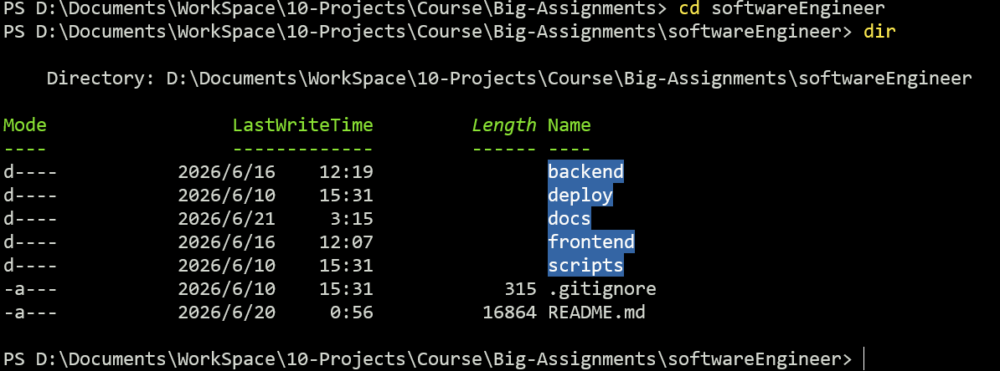 PS D:\Documents\WorkSpace\10-Projects\Course\Big-Assignments> cd softwareEngineer
PS D:\Documents\WorkSpace\10-Projects\Course\Big-Assignments\softwareEngineer> dir
Directory: D:\Documents\WorkSpace\10-Projects\Course\Big-Assignments\softwareEngineer
Mode LastWriteTime Length Name
---- ------------- ------ ----
d---- 2026/6/16 12:19 backend
d---- 2026/6/10 15:31 deploy
d---- 2026/6/21 3:15 docs
d---- 2026/6/16 12:07 frontend
d---- 2026/6/10 15:31 scripts
-a--- 2026/6/10 15:31 315 .gitignore
-a--- 2026/6/20 0:56 16864 README.md
PS D:\Documents\WorkSpace\10-Projects\Course\Big-Assignments\softwareEngineer>